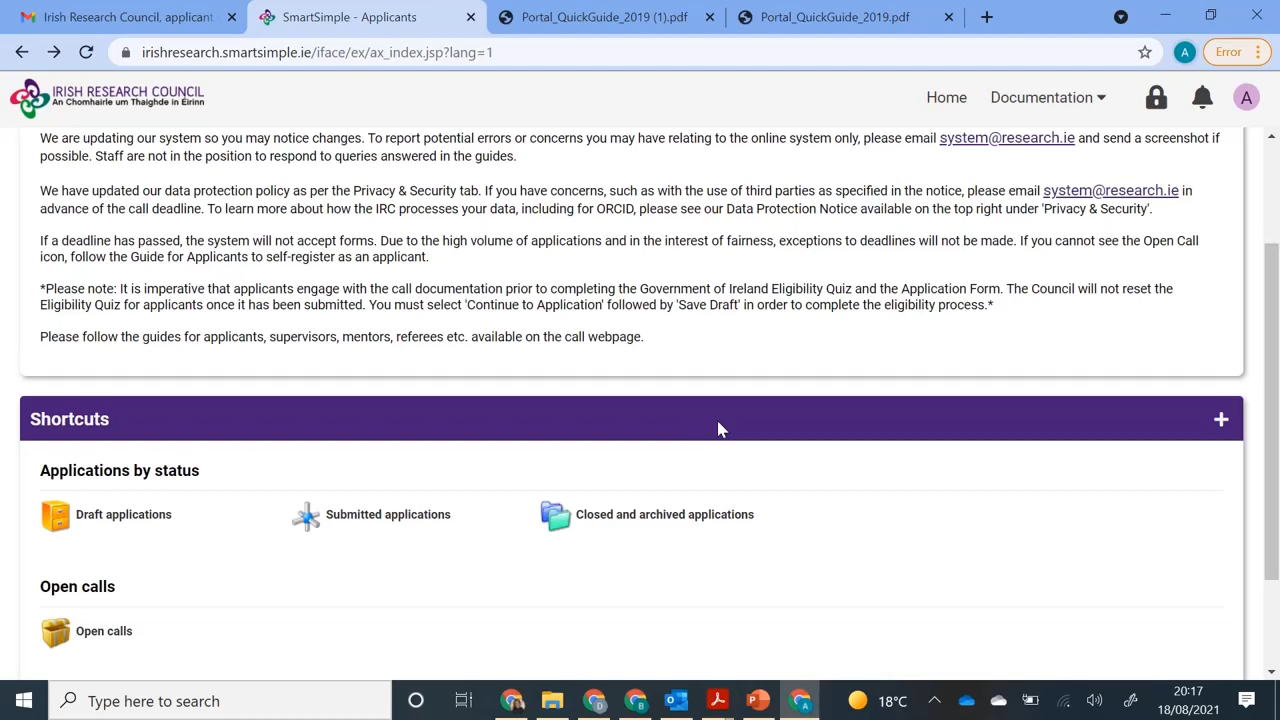 Irish Research Council, applicant
SmartSimple - Applicants
Portal_QuickGuide_2019 (1).pdf
Portal_QuickGuide_2019.pdf
irishresearch.smartsimple.ie/iface/ex/ax_index.jsp?lang=1
A
Error
IRISH RESEARCH COUNCIL
An Chomhairle um Thaighde in Éirinn
Home
Documentation
A
We are updating our system so you may notice changes. To report potential errors or concerns you may have relating to the online system only, please email system@research.ie and send a screenshot if
possible. Staff are not in the position to respond to queries answered in the guides.
We have updated our data protection policy as per the Privacy & Security tab. If you have concerns, such as with the use of third parties as specified in the notice, please email system@research.ie in
advance of the call deadline. To learn more about how the IRC processes your data, including for ORCID, please see our Data Protection Notice available on the top right under 'Privacy & Security'.
If a deadline has passed, the system will not accept forms. Due to the high volume of applications and in the interest of fairness, exceptions to deadlines will not be made. If you cannot see the Open Call
icon, follow the Guide for Applicants to self-register as an applicant.
*Please note: It is imperative that applicants engage with the call documentation prior to completing the Government of Ireland Eligibility Quiz and the Application Form. The Council will not reset the
Eligibility Quiz for applicants once it has been submitted. You must select 'Continue to Application' followed by 'Save Draft' in order to complete the eligibility process.*
Please follow the guides for applicants, supervisors, mentors, referees etc. available on the call webpage.
Shortcuts
Applications by status
Draft applications
Submitted applications
Closed and archived applications
Open calls
Open calls
Type here to search
18°C
20:17
18/08/2021